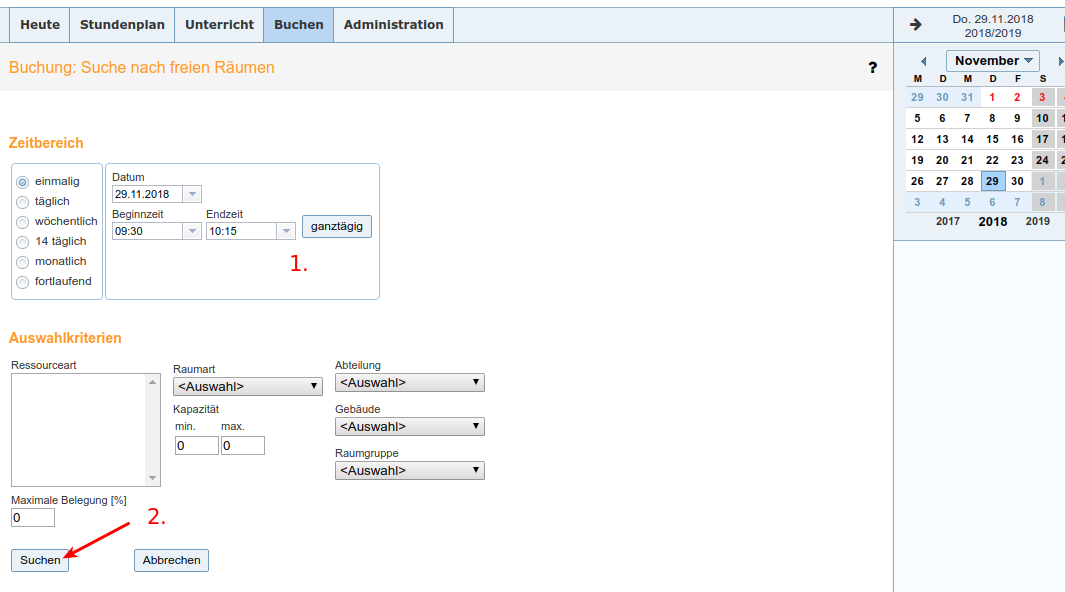 Heute Stundenplan Unterricht Buchen Administration
Do. 29.11.2018
2018/2019
Buchung: Suche nach freien Räumen ?
November
M D M D F S
29 30 31 1 2 3
5 6 7 8 9 10
12 13 14 15 16 17
19 20 21 22 23 24
26 27 28 29 30 1
3 4 5 6 7 8
2017 2018 2019
Zeitbereich
einmalig
täglich
wöchentlich
14 täglich
monatlich
fortlaufend
Datum
29.11.2018
Beginnzeit Endzeit
09:30 10:15 ganztägig
1.
Auswahlkriterien
Ressourceart
Raumart
<Auswahl>
Kapazität
min. max.
0 0
Abteilung
<Auswahl>
Gebäude
<Auswahl>
Raumgruppe
<Auswahl>
Maximale Belegung [%]
0
2.
Suchen Abbrechen